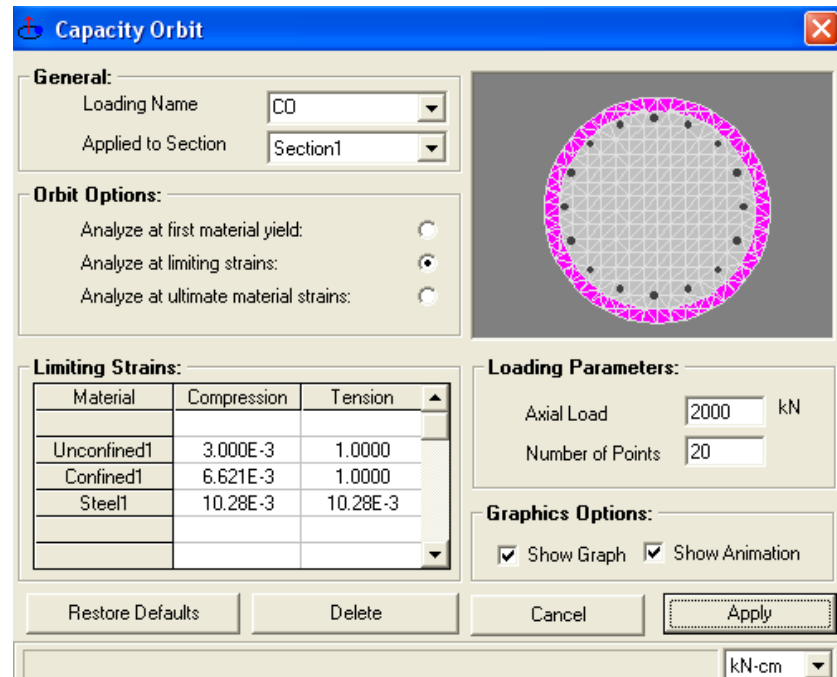 Capacity Orbit
General:
Loading Name CO
Applied to Section Section1
Orbit Options:
Analyze at first material yield:
Analyze at limiting strains:
Analyze at ultimate material strains:
Limiting Strains:
Material Compression Tension
Unconfined1 3.000E-3 1.0000
Confined1 6.621E-3 1.0000
Steel1 10.28E-3 10.28E-3
Loading Parameters:
Axial Load 2000 kN
Number of Points 20
Graphics Options:
Show Graph Show Animation
Restore Defaults Delete Cancel Apply
kN-cm